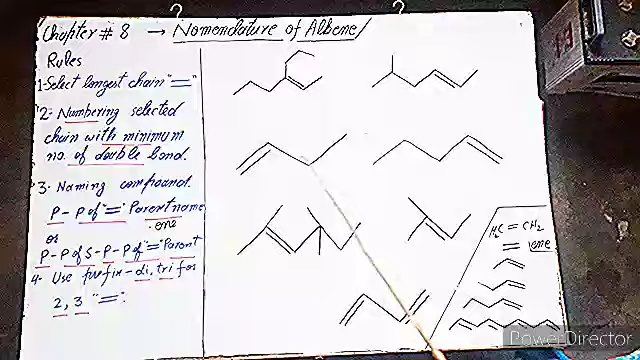 Chapter # 8 → Nomenclature of Alkene/
Rules
1- Select longest chain "="
2- Numbering selected
chain with minimum
no. of double bond.
3. Naming compound.
P - P of "=" Parent name
ene
or
P - P of S - P - P of "=" Parent
4- Use prefix - di, tri for
2, 3 "=".
H₂C = CH₂
= ene
PowerDirector